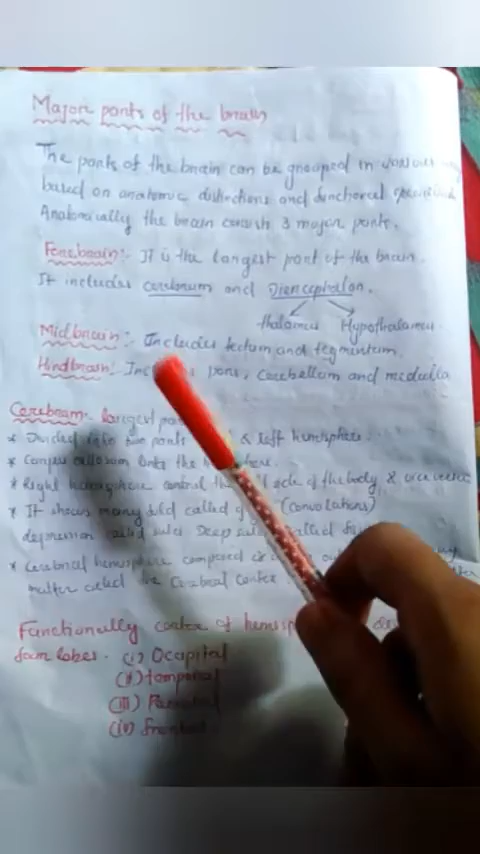 Major parts of the brain
The parts of the brain can be grouped in various
based on anatomic distinctions and functional
Anatomically the brain consists 3 major parts.
Forebrain:- It is the largest part of the brain.
It includes cerebrum and Diencephalon.
thalamus Hypothalamus
Midbrain:- Includes tectum and tegmentum.
Hindbrain:- pons, cerebellum and medulla
Cerebrum- largest
* Divided into two parts & left hemisphere.
* Corpus callosum links the
* Right hemisphere control the of the body & vice versa
* It shows many fold called (convolutions)
depression called sulci Deep called
* Cerebral hemisphere composed
matter called the Cerebral Cortex
Functionally cortex of
four lobes. (i) Ocapital
(ii) temporal
(iii) Parietal
(iv) frontal